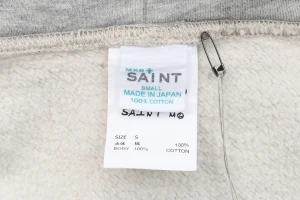 SAINT
SMALL
MADE IN JAPAN
100% COTTON
SAINT M
SIZE S
BODY 100%
100%
COTTON